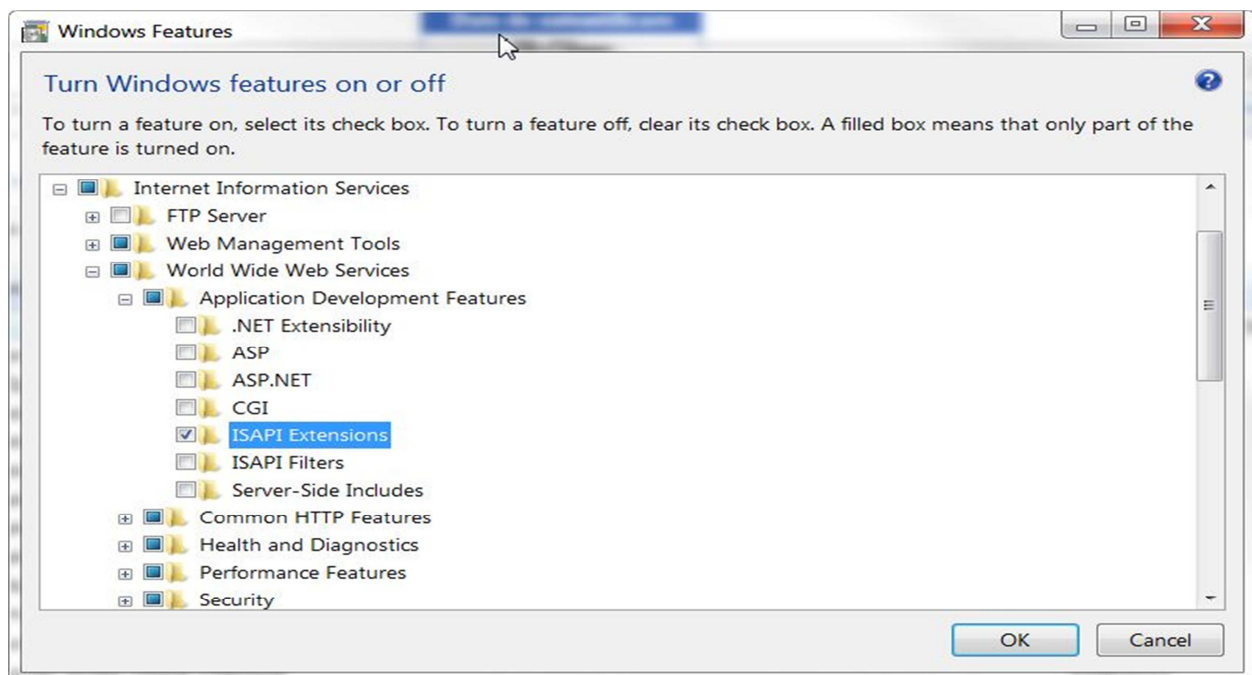 Windows Features
Turn Windows features on or off
To turn a feature on, select its check box. To turn a feature off, clear its check box. A filled box means that only part of the
feature is turned on.
Internet Information Services
FTP Server
Web Management Tools
World Wide Web Services
Application Development Features
.NET Extensibility
ASP
ASP.NET
CGI
ISAPI Extensions
ISAPI Filters
Server-Side Includes
Common HTTP Features
Health and Diagnostics
Performance Features
Security
OK Cancel